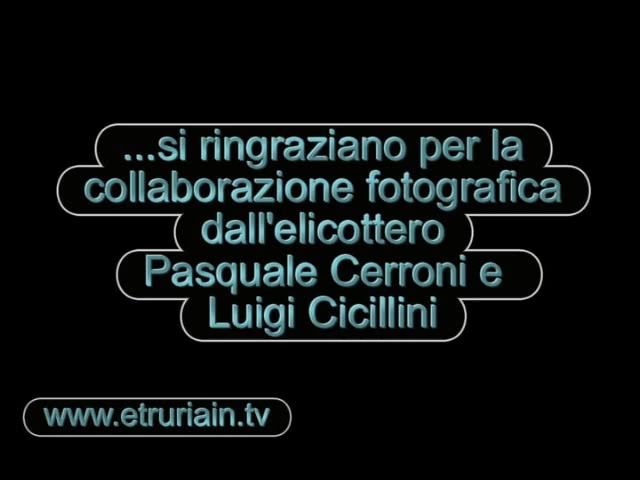 ...si ringraziano per la
collaborazione fotografica
dall'elicottero
Pasquale Cerroni e
Luigi Cicillini
www.etruriain.tv